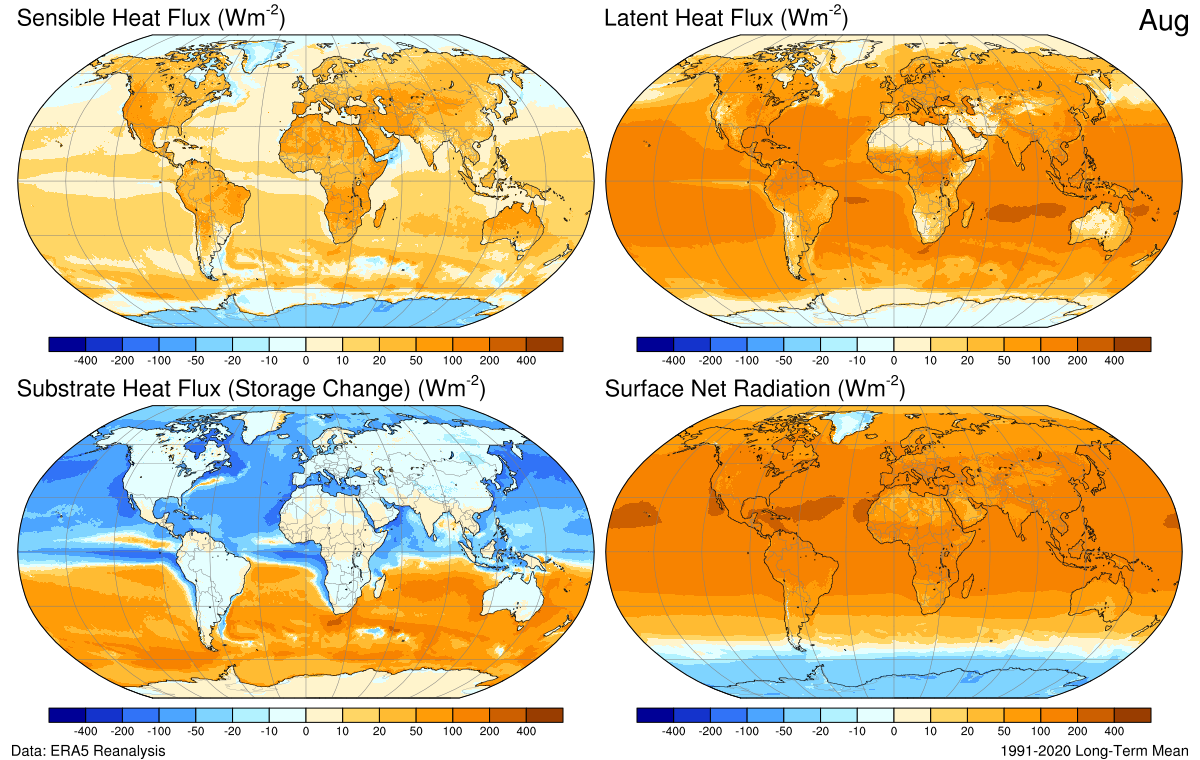 Sensible Heat Flux (Wm⁻²)
Latent Heat Flux (Wm⁻²)
Aug
-400 -200 -100 -50 -20 -10 0 10 20 50 100 200 400
-400 -200 -100 -50 -20 -10 0 10 20 50 100 200 400
Substrate Heat Flux (Storage Change) (Wm⁻²)
Surface Net Radiation (Wm⁻²)
-400 -200 -100 -50 -20 -10 0 10 20 50 100 200 400
-400 -200 -100 -50 -20 -10 0 10 20 50 100 200 400
Data: ERA5 Reanalysis
1991-2020 Long-Term Mean